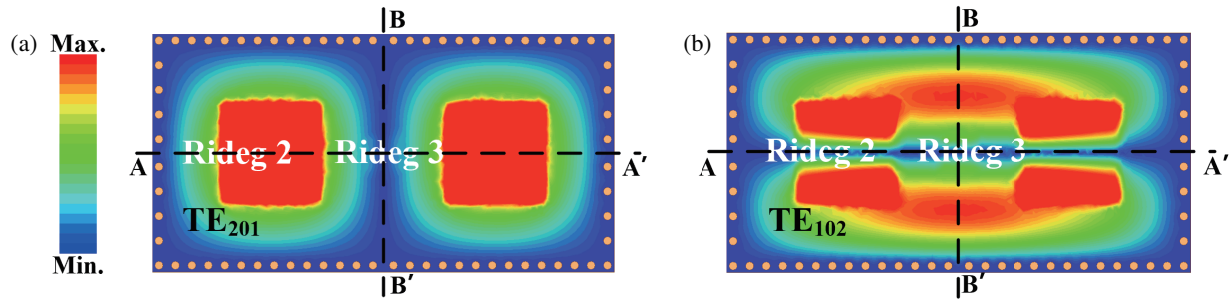 (a)
Max.
Min.
B
A
Rideg 2
Rideg 3
A′
TE201
B′
(b)
B
A
Rideg 2
Rideg 3
A′
TE102
B′